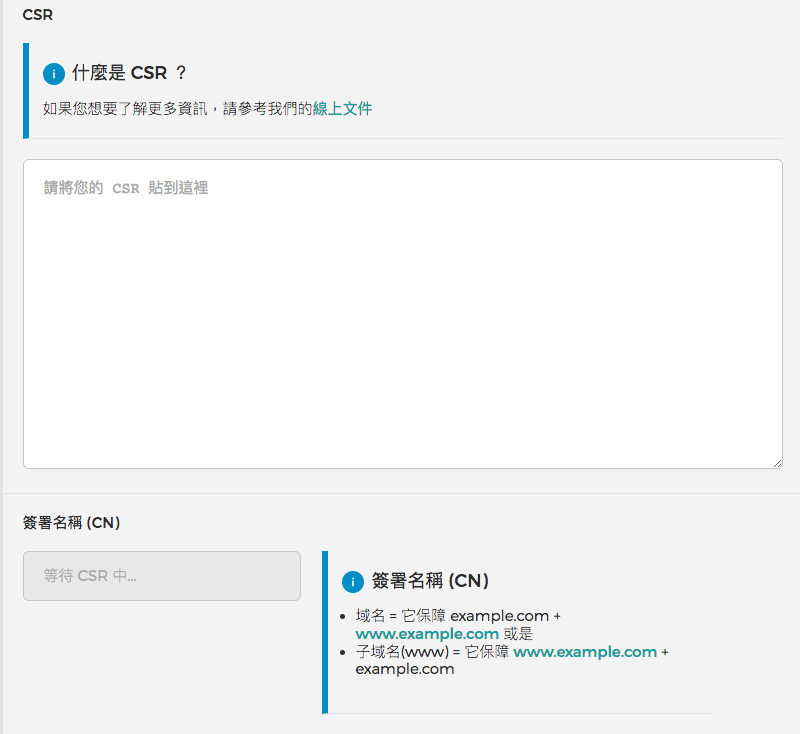 CSR
什麼是 CSR ？
如果您想要了解更多資訊，請參考我們的線上文件
請將您的 CSR 貼到這裡
簽署名稱 (CN)
等待 CSR 中...
簽署名稱 (CN)
域名 = 它保障 example.com +
www.example.com 或是
子域名(www) = 它保障 www.example.com +
example.com